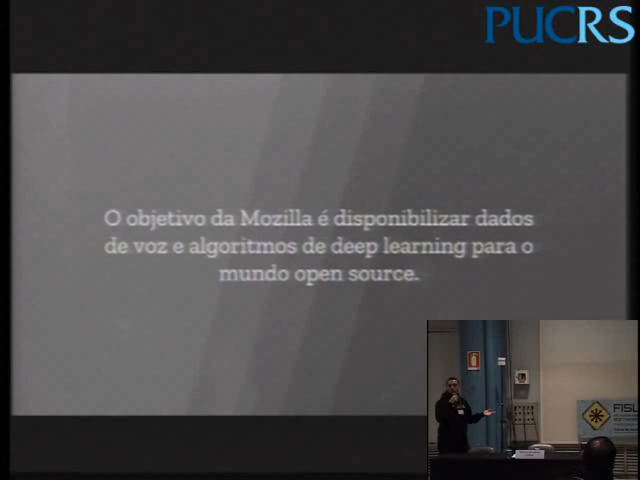 PUCRS
O objetivo da Mozilla é disponibilizar dados
de voz e algoritmos de deep learning para o
mundo open source.
FISL